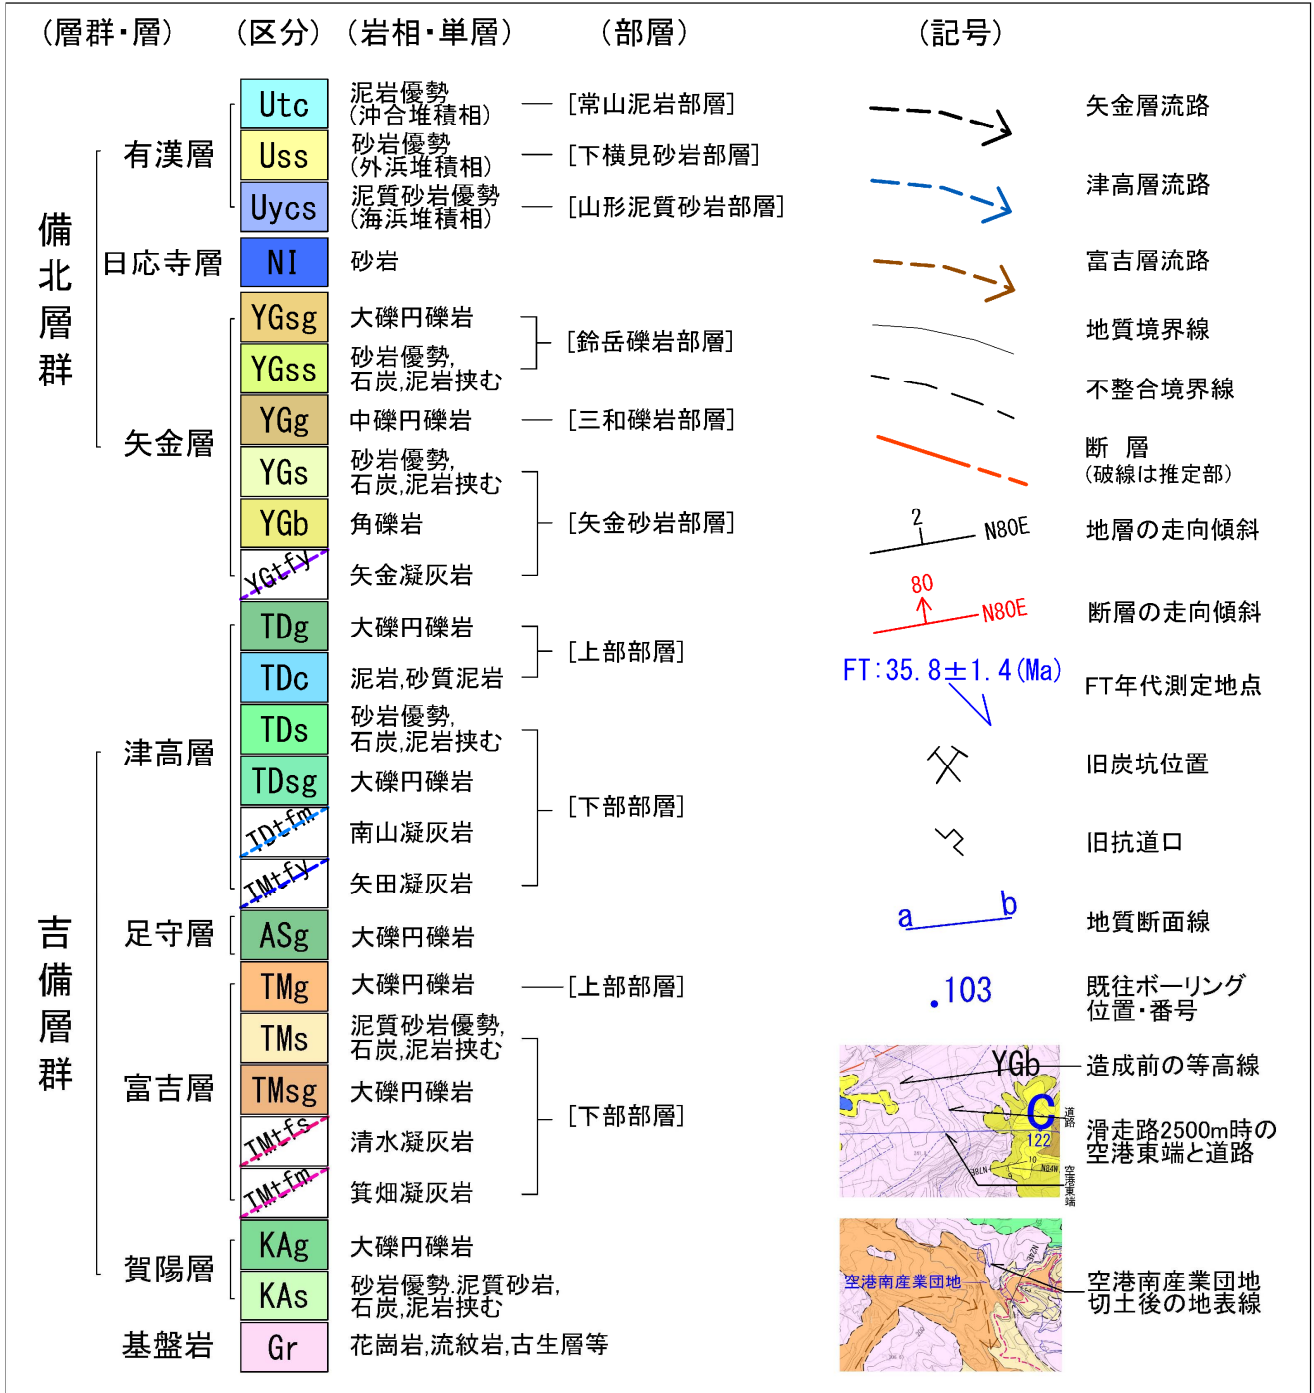 (層群・層) (区分) (岩相・単層) (部層) (記号)
備北層群
有漢層
Utc 泥岩優勢
(沖合堆積相) [常山泥岩部層]
Uss 砂岩優勢
(外浜堆積相) [下横見砂岩部層]
Uycs 泥質砂岩優勢
(海浜堆積相) [山形泥質砂岩部層]
日応寺層 NI 砂岩
矢金層
YGsg 大礫円礫岩
[鈴岳礫岩部層]
YGss 砂岩優勢,
石炭,泥岩挟む
YGg 中礫円礫岩 [三和礫岩部層]
YGs 砂岩優勢,
石炭,泥岩挟む
YGb 角礫岩 [矢金砂岩部層]
YGtfy 矢金凝灰岩
吉備層群
津高層
TDg 大礫円礫岩
[上部部層]
TDc 泥岩,砂質泥岩
TDs 砂岩優勢,
石炭,泥岩挟む
TDsg 大礫円礫岩
[下部部層]
TDtfm 南山凝灰岩
TMtfy 矢田凝灰岩
足守層 ASg 大礫円礫岩
富吉層
TMg 大礫円礫岩 [上部部層]
TMs 泥質砂岩優勢,
石炭,泥岩挟む
TMsg 大礫円礫岩
[下部部層]
TMtfs 清水凝灰岩
TMtfm 箕畑凝灰岩
賀陽層
KAg 大礫円礫岩
KAs 砂岩優勢.泥質砂岩,
石炭,泥岩挟む
基盤岩 Gr 花崗岩,流紋岩,古生層等
矢金層流路
津高層流路
富吉層流路
地質境界線
不整合境界線
断 層
(破線は推定部)
2 N80E 地層の走向傾斜
80 N80E 断層の走向傾斜
FT:35.8±1.4(Ma) FT年代測定地点
旧炭坑位置
旧抗道口
a b 地質断面線
.103 既往ボーリング
位置・番号
YGb 造成前の等高線
C
122
道路
10
N84W
空港東端
滑走路2500m時の
空港東端と道路
N24E
空港南産業団地
空港南産業団地
切土後の地表線